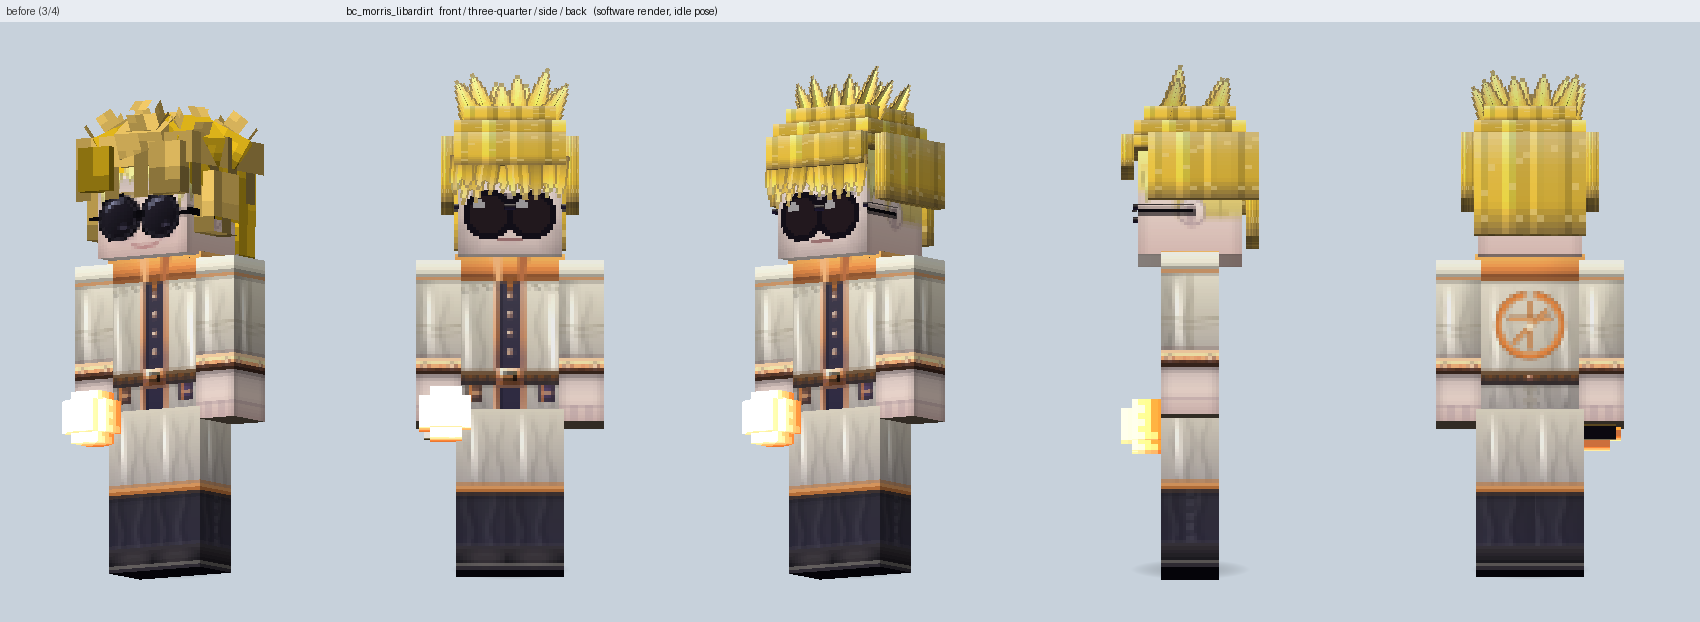 before (3/4)
bc_morris_libardirt front / three-quarter / side / back (software render, idle pose)